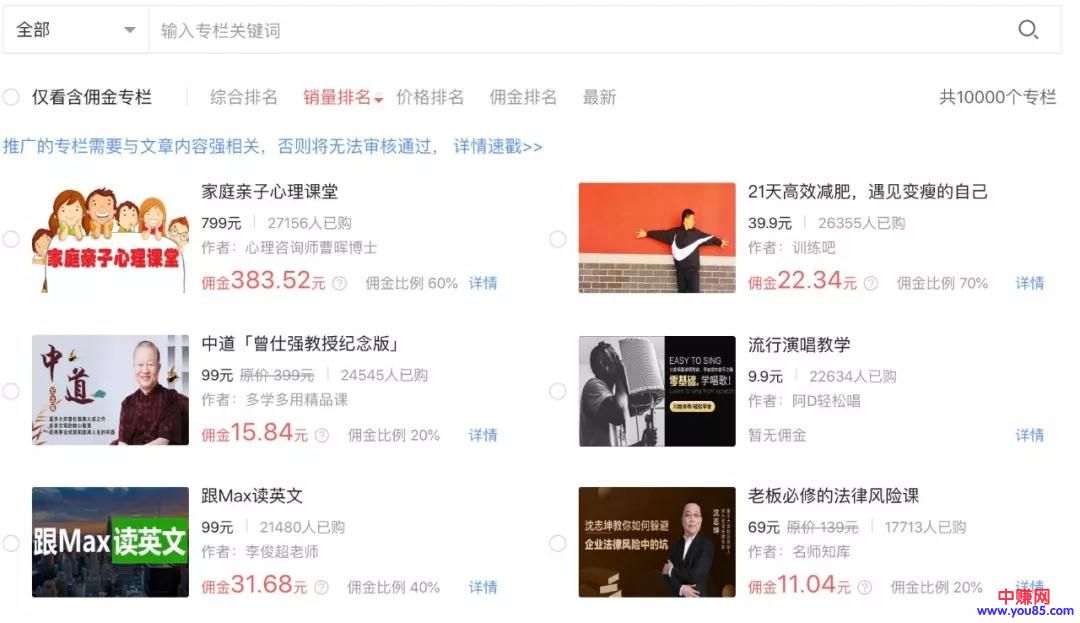 全部
输入专栏关键词
仅看含佣金专栏
综合排名
销量排名
价格排名
佣金排名
最新
共10000个专栏
推广的专栏需要与文章内容强相关，否则将无法审核通过， 详情速戳>>
家庭亲子心理课堂
家庭亲子心理课堂
799元 27156人已购
作者：心理咨询师曹晖博士
佣金383.52元 ? 佣金比例 60% 详情
21天高效减肥，遇见变瘦的自己
39.9元 26355人已购
作者：训练吧
佣金22.34元 ? 佣金比例 70% 详情
中道
中道「曾仕强教授纪念版」
99元 原价 399元 24545人已购
作者：多学多用精品课
佣金15.84元 ? 佣金比例 20% 详情
EASY TO SING
零基础, 学唱歌!
流行演唱教学
9.9元 22634人已购
作者：阿D轻松唱
暂无佣金 详情
跟Max读英文
跟Max读英文
99元 21480人已购
作者：李俊超老师
佣金31.68元 ? 佣金比例 40% 详情
沈志坤教你如何躲避
企业法律风险中的坑
沈志坤
老板必修的法律风险课
69元 原价 139元 17713人已购
作者：名师知库
佣金11.04元 ? 佣金比例 20% 详情
中赚网
www.you85.com